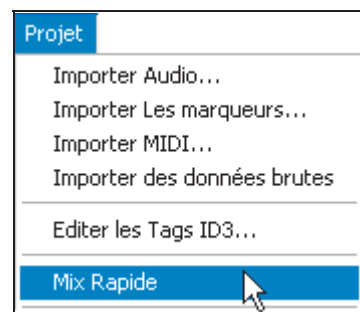 Projet
Importer Audio...
Importer Les marqueurs...
Importer MIDI...
Importer des données brutes
Editer les Tags ID3...
Mix Rapide